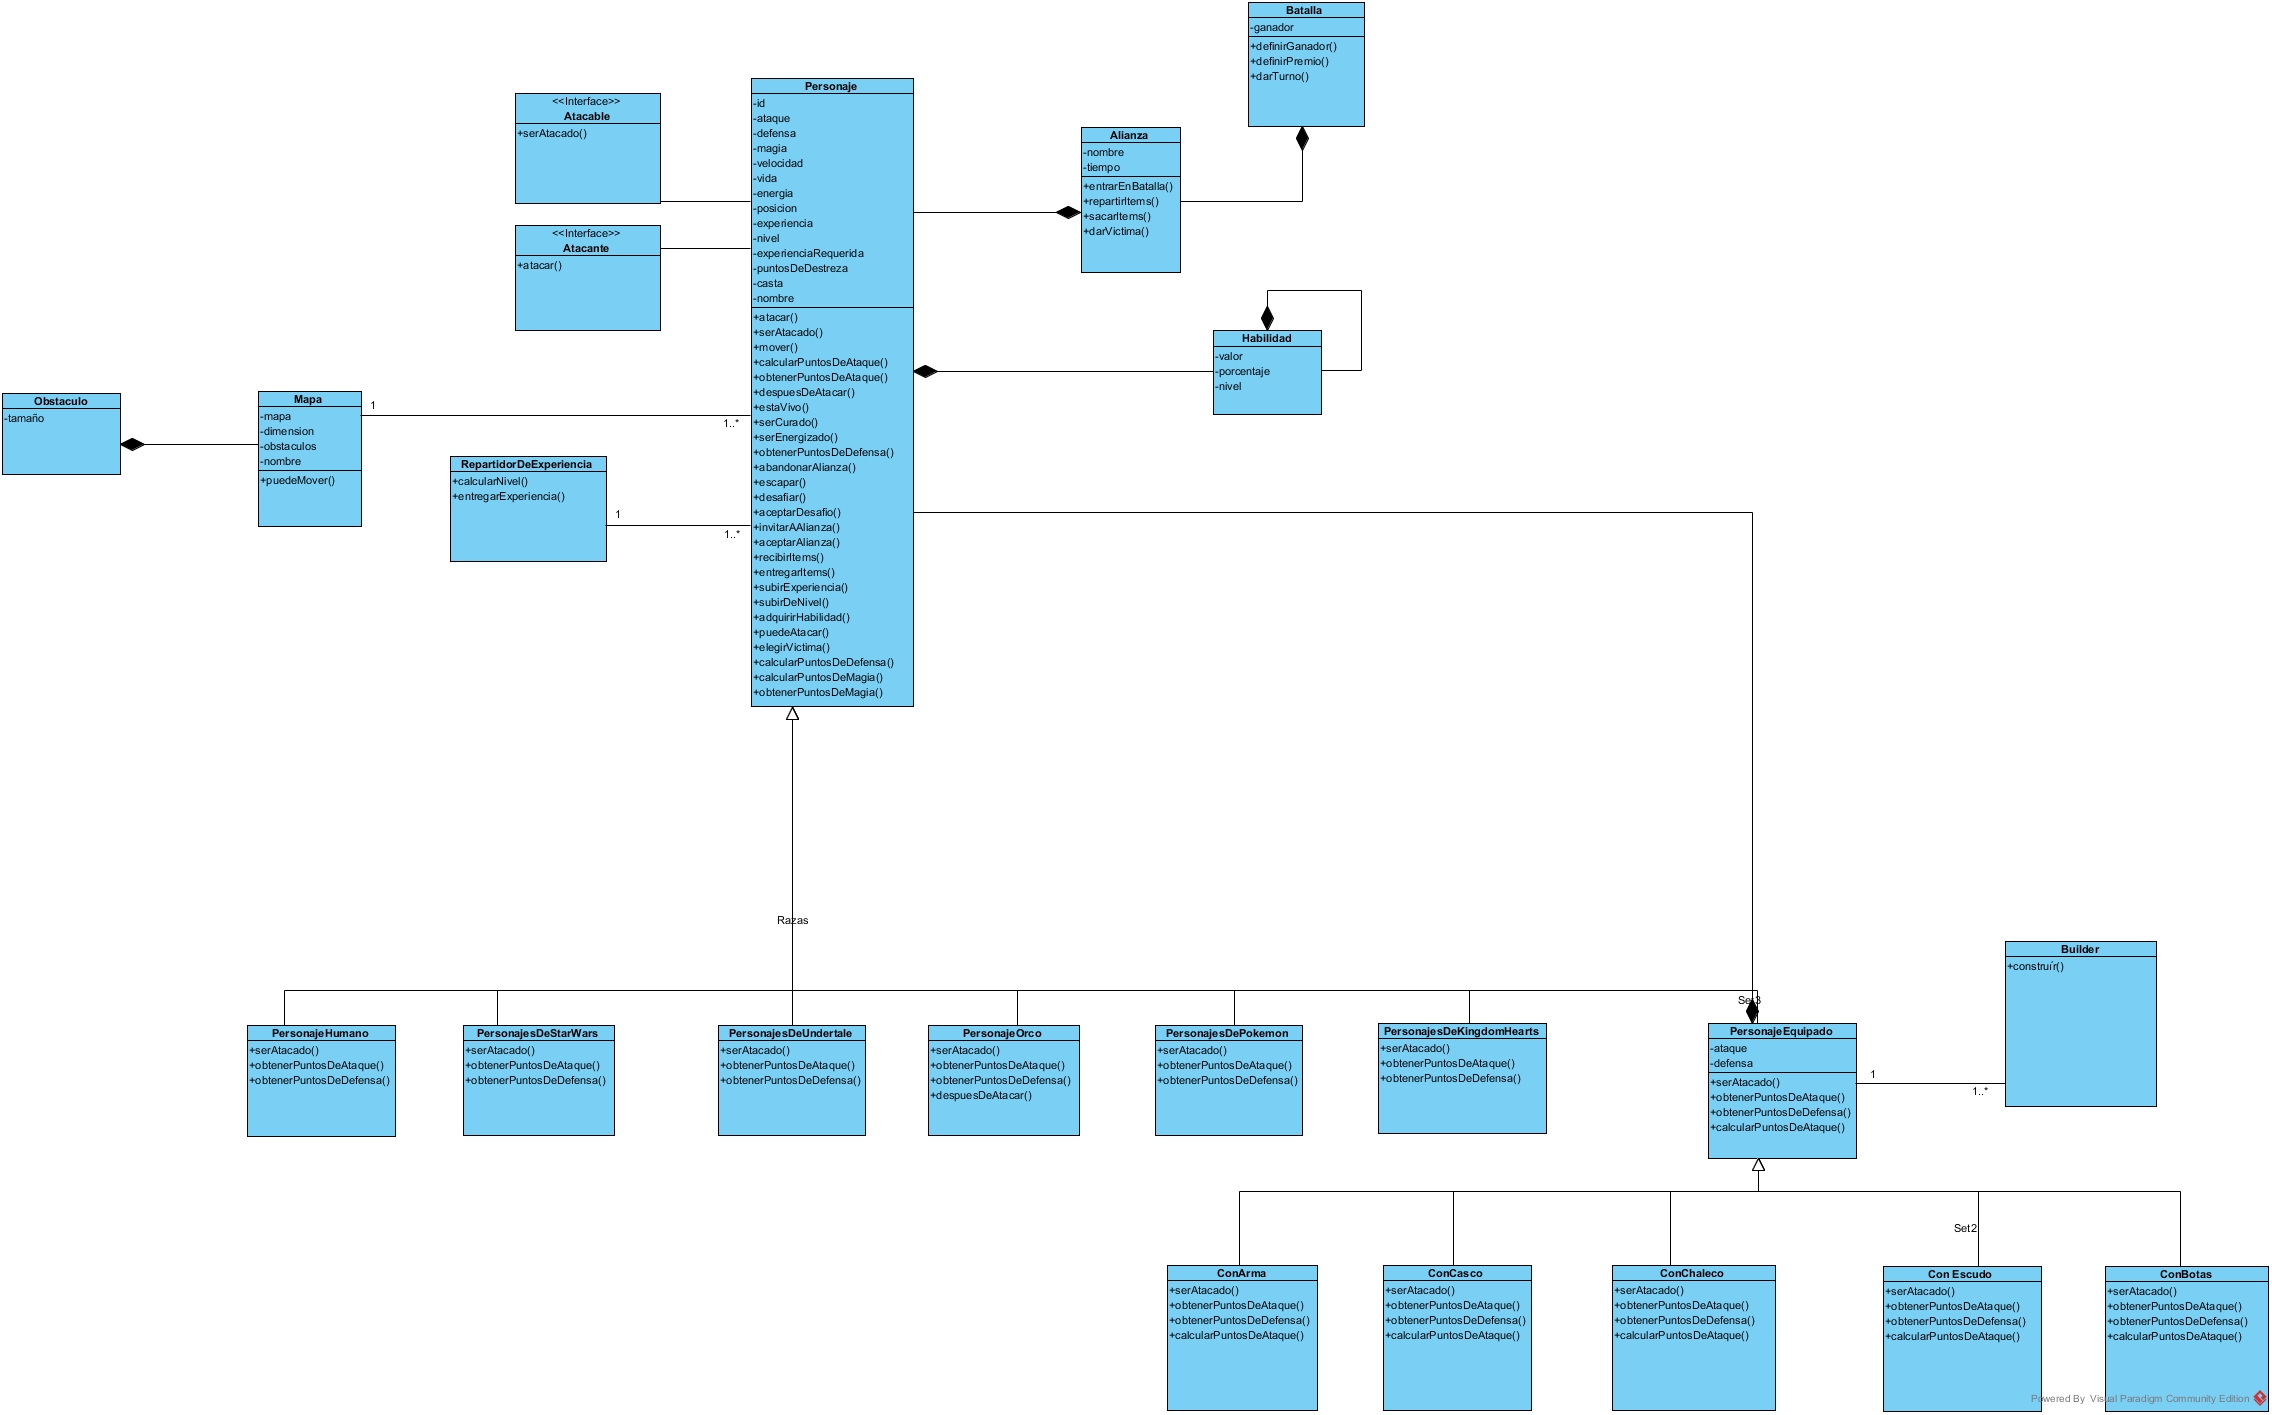 Batalla
-ganador
+definirGanador()
+definirPremio()
+darTurno()
Personaje
-id
-ataque
-defensa
-magia
-velocidad
-vida
-energia
-posicion
-experiencia
-nivel
-experienciaRequerida
-puntosDeDestreza
-casta
-nombre
+atacar()
+serAtacado()
+mover()
+calcularPuntosDeAtaque()
+obtenerPuntosDeAtaque()
+despuesDeAtacar()
+estaVivo()
+serCurado()
+serEnergizado()
+obtenerPuntosDeDefensa()
+abandonarAlianza()
+escapar()
+desafiar()
+aceptarDesafio()
+invitarAAlianza()
+aceptarAlianza()
+recibirItems()
+entregarItems()
+subirExperiencia()
+subirDeNivel()
+adquirirHabilidad()
+puedeAtacar()
+elegirVictima()
+calcularPuntosDeDefensa()
+calcularPuntosDeMagia()
+obtenerPuntosDeMagia()
<<Interface>>
Atacable
+serAtacado()
<<Interface>>
Atacante
+atacar()
Alianza
-nombre
-tiempo
+entrarEnBatalla()
+repartirItems()
+sacarItems()
+darVictima()
Habilidad
-valor
-porcentaje
-nivel
Obstaculo
-tamaño
Mapa
-mapa
-dimension
-obstaculos
-nombre
+puedeMover()
1
1..*
RepartidorDeExperiencia
+calcularNivel()
+entregarExperiencia()
1
1..*
Razas
Builder
+construír()
Set3
PersonajeHumano
+serAtacado()
+obtenerPuntosDeAtaque()
+obtenerPuntosDeDefensa()
PersonajesDeStarWars
+serAtacado()
+obtenerPuntosDeAtaque()
+obtenerPuntosDeDefensa()
PersonajesDeUndertale
+serAtacado()
+obtenerPuntosDeAtaque()
+obtenerPuntosDeDefensa()
PersonajeOrco
+serAtacado()
+obtenerPuntosDeAtaque()
+obtenerPuntosDeDefensa()
+despuesDeAtacar()
PersonajesDePokemon
+serAtacado()
+obtenerPuntosDeAtaque()
+obtenerPuntosDeDefensa()
PersonajesDeKingdomHearts
+serAtacado()
+obtenerPuntosDeAtaque()
+obtenerPuntosDeDefensa()
PersonajeEquipado
-ataque
-defensa
+serAtacado()
+obtenerPuntosDeAtaque()
+obtenerPuntosDeDefensa()
+calcularPuntosDeAtaque()
1
1..*
Set2
ConArma
+serAtacado()
+obtenerPuntosDeAtaque()
+obtenerPuntosDeDefensa()
+calcularPuntosDeAtaque()
ConCasco
+serAtacado()
+obtenerPuntosDeAtaque()
+obtenerPuntosDeDefensa()
+calcularPuntosDeAtaque()
ConChaleco
+serAtacado()
+obtenerPuntosDeAtaque()
+obtenerPuntosDeDefensa()
+calcularPuntosDeAtaque()
Con Escudo
+serAtacado()
+obtenerPuntosDeAtaque()
+obtenerPuntosDeDefensa()
+calcularPuntosDeAtaque()
ConBotas
+serAtacado()
+obtenerPuntosDeAtaque()
+obtenerPuntosDeDefensa()
+calcularPuntosDeAtaque()
Powered By Visual Paradigm Community Edition